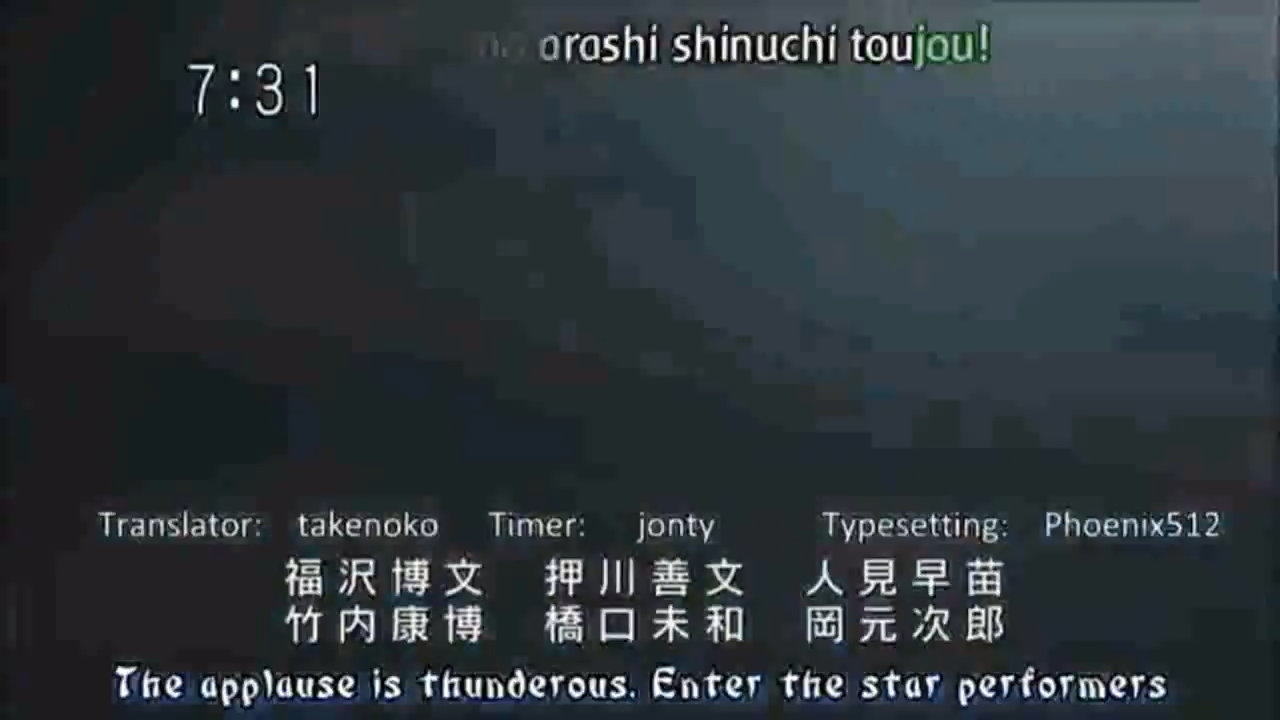 no arashi shinuchi toujou!
7:31
Translator: takenoko Timer: jonty Typesetting: Phoenix512
福沢博文 押川善文 人見早苗
竹内康博 橋口未和 岡元次郎
The applause is thunderous. Enter the star performers